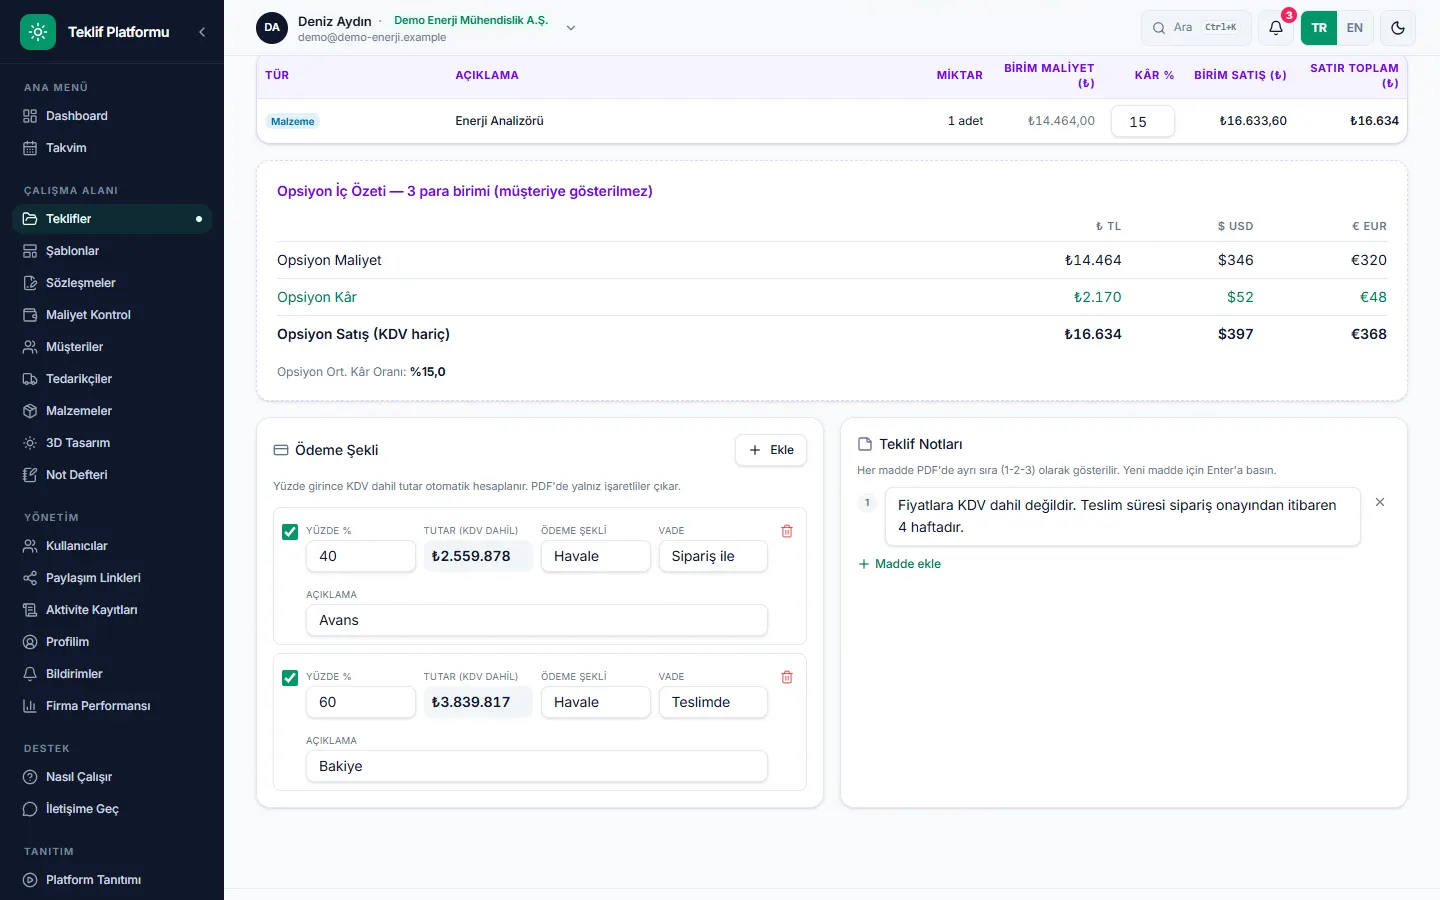 Teklif Platformu
ANA MENÜ
Dashboard
Takvim
ÇALIŞMA ALANI
Teklifler
Şablonlar
Sözleşmeler
Maliyet Kontrol
Müşteriler
Tedarikçiler
Malzemeler
3D Tasarım
Not Defteri
YÖNETİM
Kullanıcılar
Paylaşım Linkleri
Aktivite Kayıtları
Profilim
Bildirimler
Firma Performansı
DESTEK
Nasıl Çalışır
İletişime Geç
TANITIM
Platform Tanıtımı
DA
Deniz Aydın · Demo Enerji Mühendislik A.Ş.
demo@demo-enerji.example
Ara Ctrl+K
3
TR EN
TÜR AÇIKLAMA MİKTAR BİRİM MALİYET (₺) KÂR % BİRİM SATIŞ (₺) SATIR TOPLAM (₺)
Malzeme Enerji Analizörü 1 adet ₺14.464,00 15 ₺16.633,60 ₺16.634
Opsiyon İç Özeti — 3 para birimi (müşteriye gösterilmez)
₺ TL $ USD € EUR
Opsiyon Maliyet ₺14.464 $346 €320
Opsiyon Kâr ₺2.170 $52 €48
Opsiyon Satış (KDV hariç) ₺16.634 $397 €368
Opsiyon Ort. Kâr Oranı: %15,0
Ödeme Şekli
Ekle
Yüzde girince KDV dahil tutar otomatik hesaplanır. PDF'de yalnız işaretliler çıkar.
YÜZDE % TUTAR (KDV DAHİL) ÖDEME ŞEKLİ VADE
40 ₺2.559.878 Havale Sipariş ile
AÇIKLAMA
Avans
YÜZDE % TUTAR (KDV DAHİL) ÖDEME ŞEKLİ VADE
60 ₺3.839.817 Havale Teslimde
AÇIKLAMA
Bakiye
Teklif Notları
Her madde PDF'de ayrı sıra (1-2-3) olarak gösterilir. Yeni madde için Enter'a basın.
1
Fiyatlara KDV dahil değildir. Teslim süresi sipariş onayından itibaren
4 haftadır.
+ Madde ekle